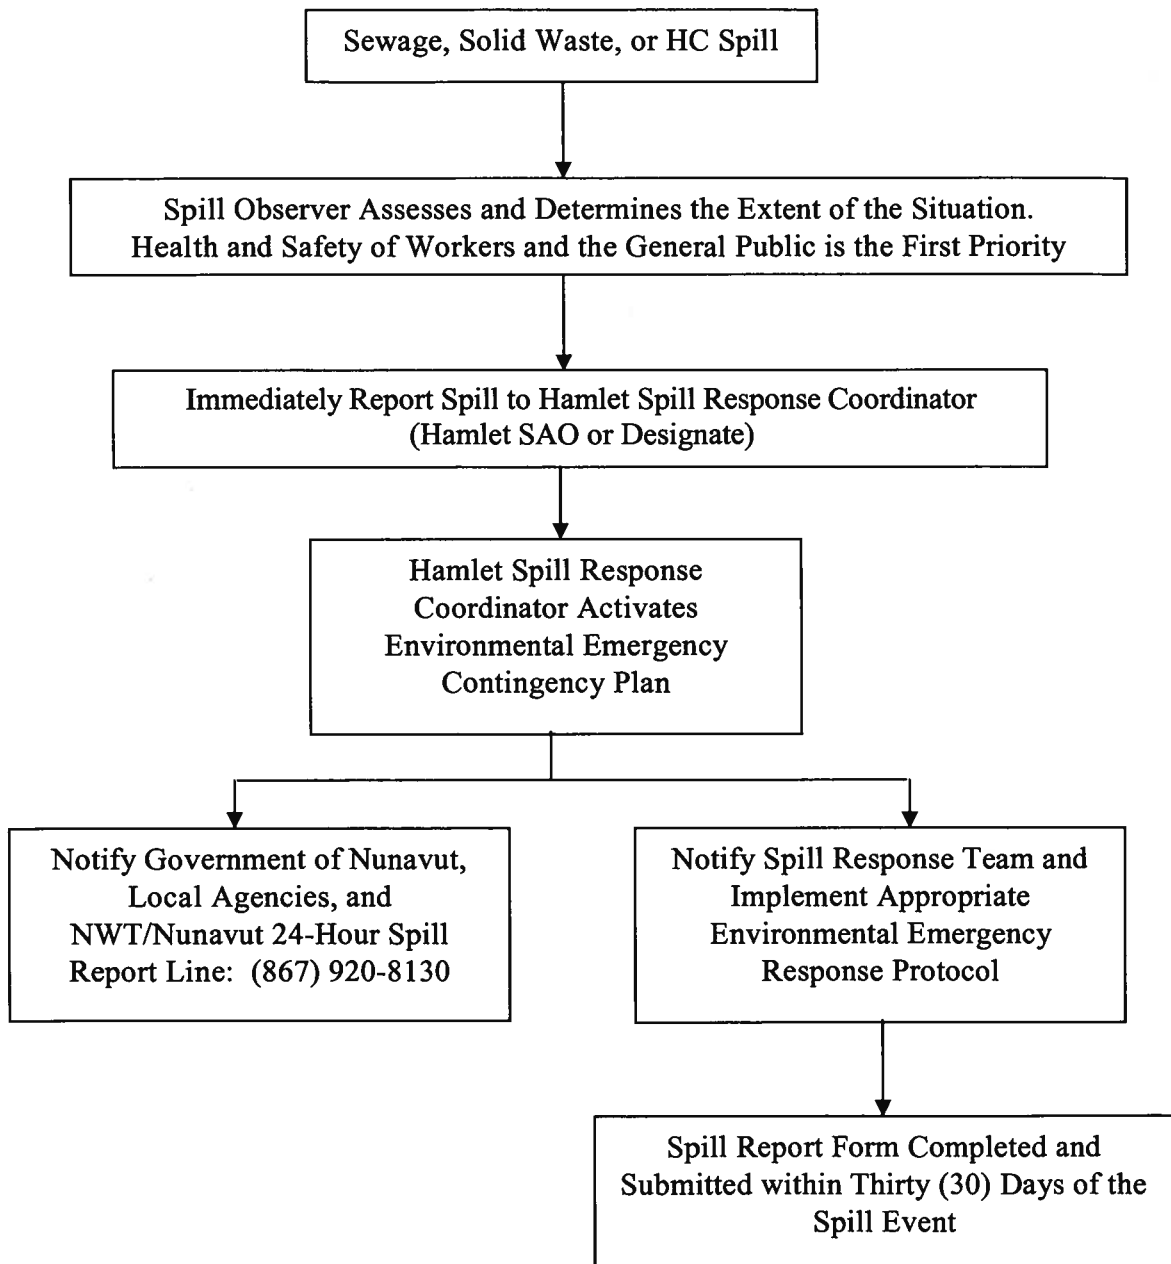 Sewage, Solid Waste, or HC Spill
Spill Observer Assesses and Determines the Extent of the Situation.
Health and Safety of Workers and the General Public is the First Priority
Immediately Report Spill to Hamlet Spill Response Coordinator
(Hamlet SAO or Designate)
Hamlet Spill Response
Coordinator Activates
Environmental Emergency
Contingency Plan
Notify Government of Nunavut,
Local Agencies, and
NWT/Nunavut 24-Hour Spill
Report Line: (867) 920-8130
Notify Spill Response Team and
Implement Appropriate
Environmental Emergency
Response Protocol
Spill Report Form Completed and
Submitted within Thirty (30) Days of the
Spill Event